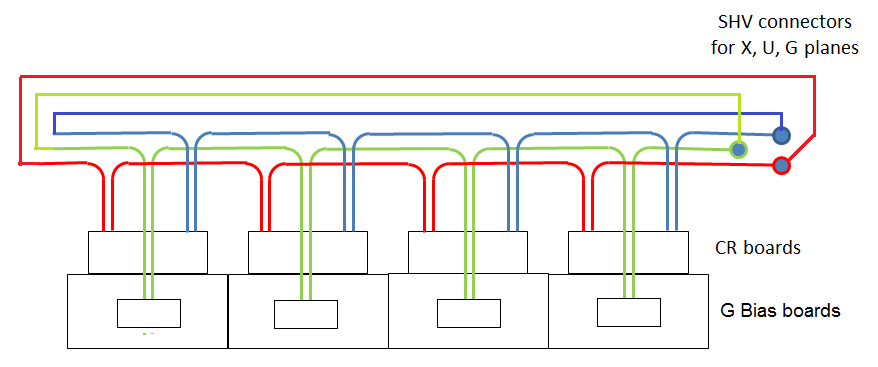 SHV connectors
for X, U, G planes
CR boards
G Bias boards